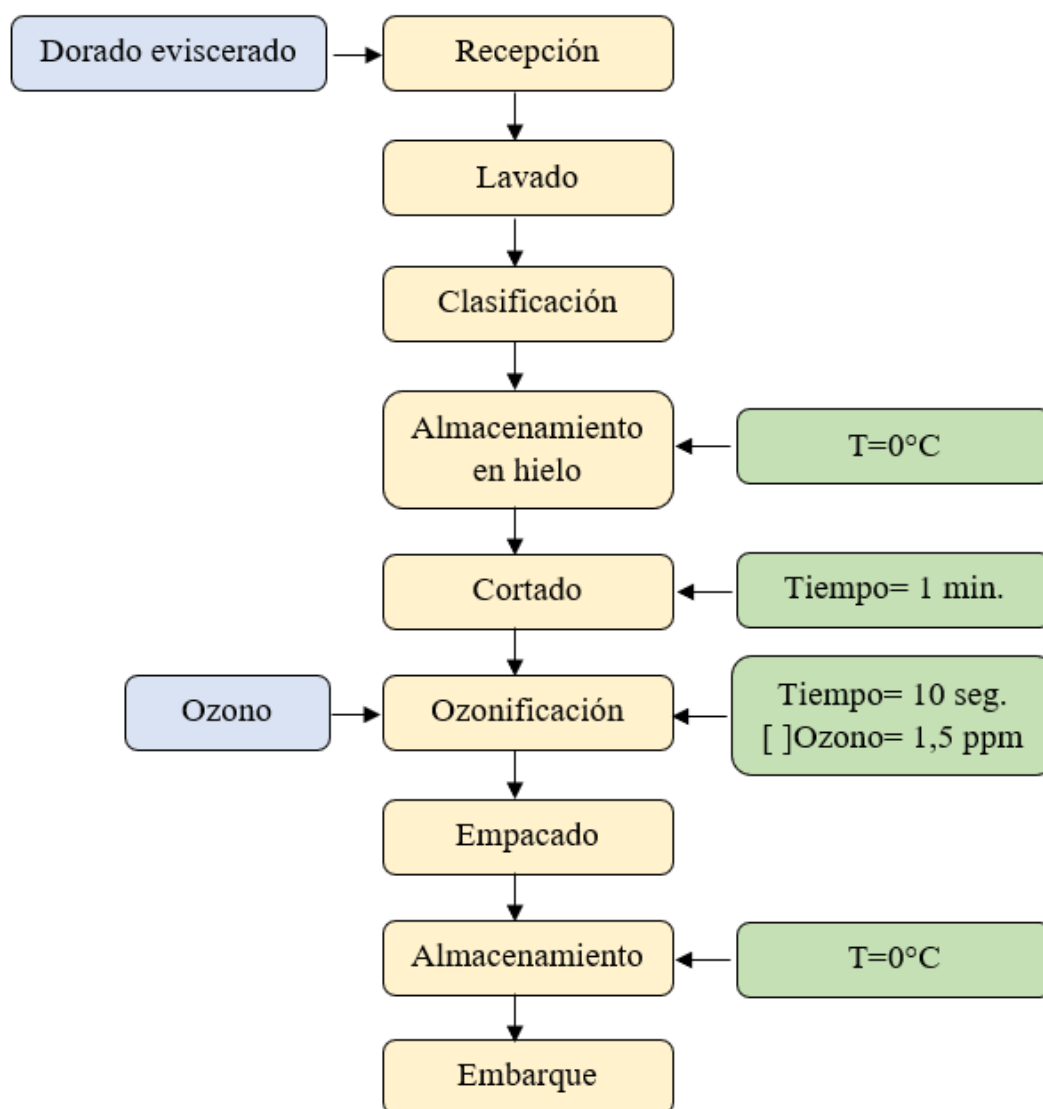 Dorado eviscerado
Recepción
Lavado
Clasificación
Almacenamiento
en hielo
T=0°C
Cortado
Tiempo= 1 min.
Ozono
Ozonificación
Tiempo= 10 seg.
[ ]Ozono= 1,5 ppm
Empacado
Almacenamiento
T=0°C
Embarque